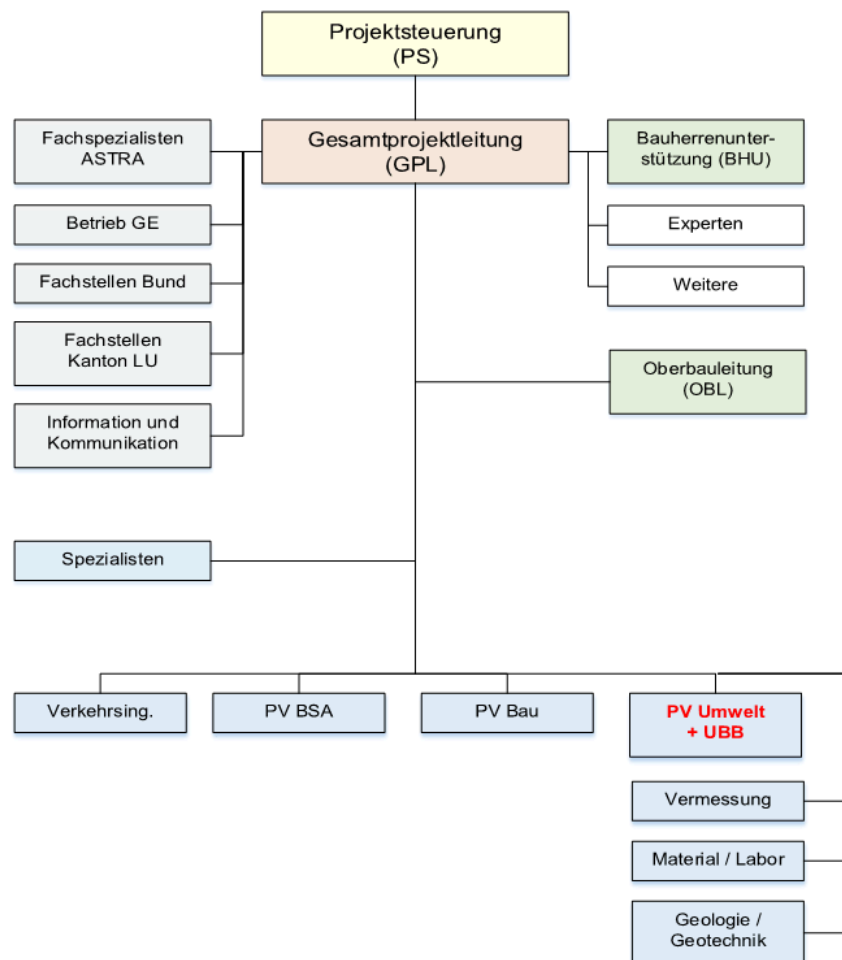 Projektsteuerung
(PS)
Fachspezialisten
ASTRA
Gesamtprojektleitung
(GPL)
Bauherrenunter-
stützung (BHU)
Betrieb GE
Experten
Fachstellen Bund
Weitere
Fachstellen
Kanton LU
Oberbauleitung
(OBL)
Information und
Kommunikation
Spezialisten
Verkehrsing.
PV BSA
PV Bau
PV Umwelt
+ UBB
Vermessung
Material / Labor
Geologie /
Geotechnik